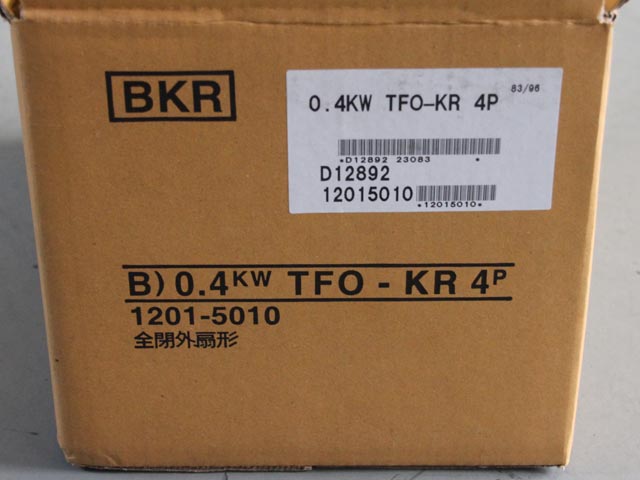 BKR
83/96
0.4KW TFO-KR 4P
*D12892 23083 *
D12892
12015010
*12015010*
B) 0.4KW TFO - KR 4P
1201-5010
全閉外扇形